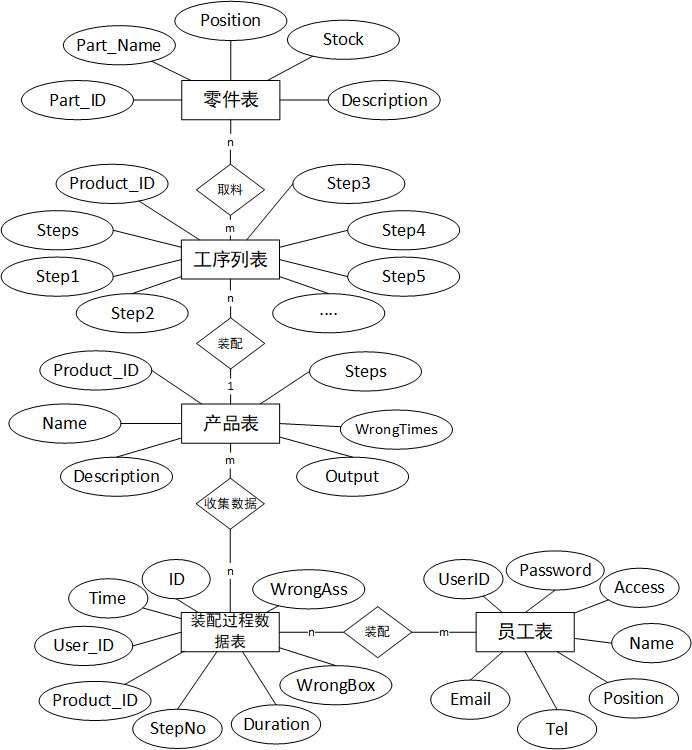 Position
Part_Name
Stock
Part_ID
零件表
Description
n
取料
m
Product_ID
Step3
Steps
Step4
工序列表
Step1
Step5
Step2
....
n
装配
1
Product_ID
Steps
Name
产品表
WrongTimes
Description
Output
m
收集数据
n
ID
WrongAss
Time
装配过程数
据表
User_ID
WrongBox
Product_ID
StepNo
Duration
n
装配
m
UserID
Password
Access
员工表
Name
Email
Position
Tel